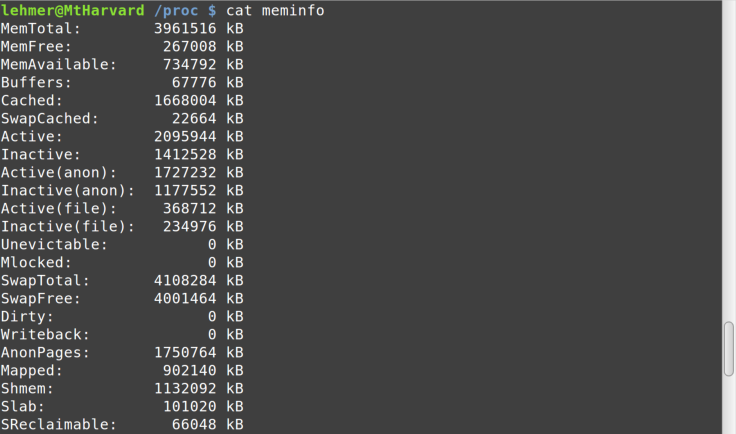 lehmer@MtHarvard /proc $ cat meminfo
MemTotal:        3961516 kB
MemFree:          267008 kB
MemAvailable:     734792 kB
Buffers:           67776 kB
Cached:          1668004 kB
SwapCached:        22664 kB
Active:          2095944 kB
Inactive:        1412528 kB
Active(anon):    1727232 kB
Inactive(anon):  1177552 kB
Active(file):     368712 kB
Inactive(file):   234976 kB
Unevictable:           0 kB
Mlocked:               0 kB
SwapTotal:       4108284 kB
SwapFree:        4001464 kB
Dirty:                 0 kB
Writeback:             0 kB
AnonPages:       1750764 kB
Mapped:           902140 kB
Shmem:           1132092 kB
Slab:             101020 kB
SReclaimable:      66048 kB